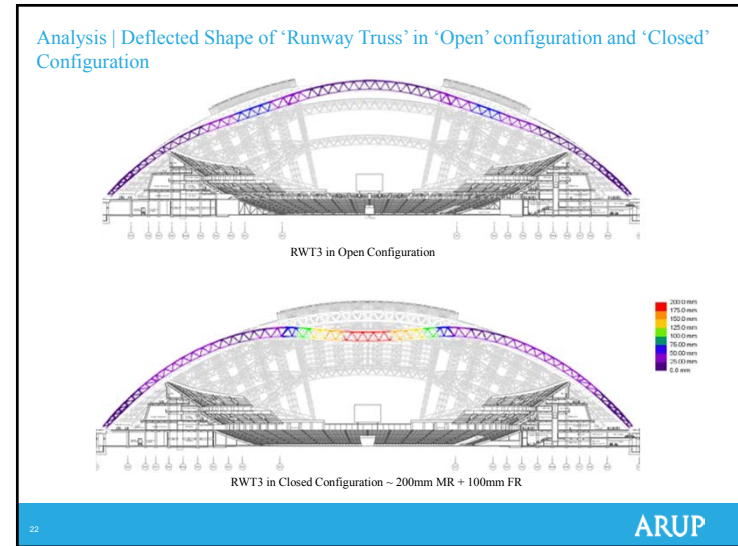 Analysis | Deflected Shape of ‘Runway Truss’ in ‘Open’ configuration and ‘Closed’
Configuration
RWT3 in Open Configuration
200.0 mm
175.0 mm
150.0 mm
125.0 mm
100.0 mm
75.00 mm
50.00 mm
25.00 mm
0.0 mm
RWT3 in Closed Configuration ~ 200mm MR + 100mm FR
22
ARUP